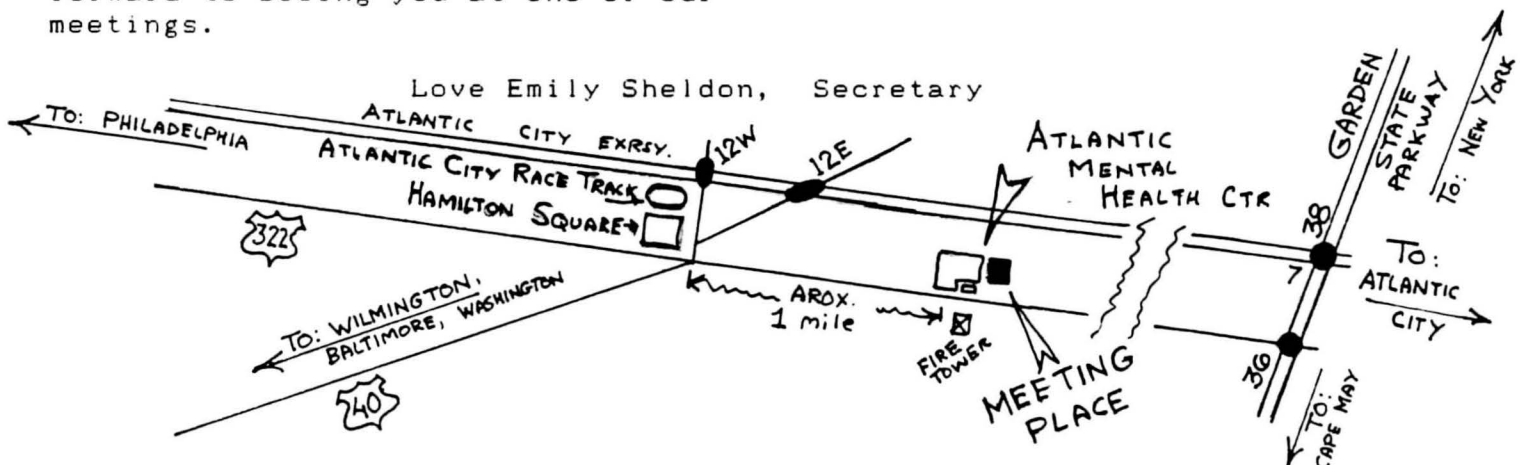 meetings.
Love Emily Sheldon, Secretary
TO: PHILADELPHIA
ATLANTIC CITY EXRSY.
12W
12E
ATLANTIC CITY RACE TRACK
HAMILTON SQUARE
322
TO: WILMINGTON,
BALTIMORE, WASHINGTON
40
AROX.
1 mile
FIRE
TOWER
ATLANTIC
MENTAL
HEALTH CTR
MEETING
PLACE
GARDEN
STATE
PARKWAY
TO: NEW YORK
38
7
TO:
ATLANTIC
CITY
36
TO:
CAPE MAY